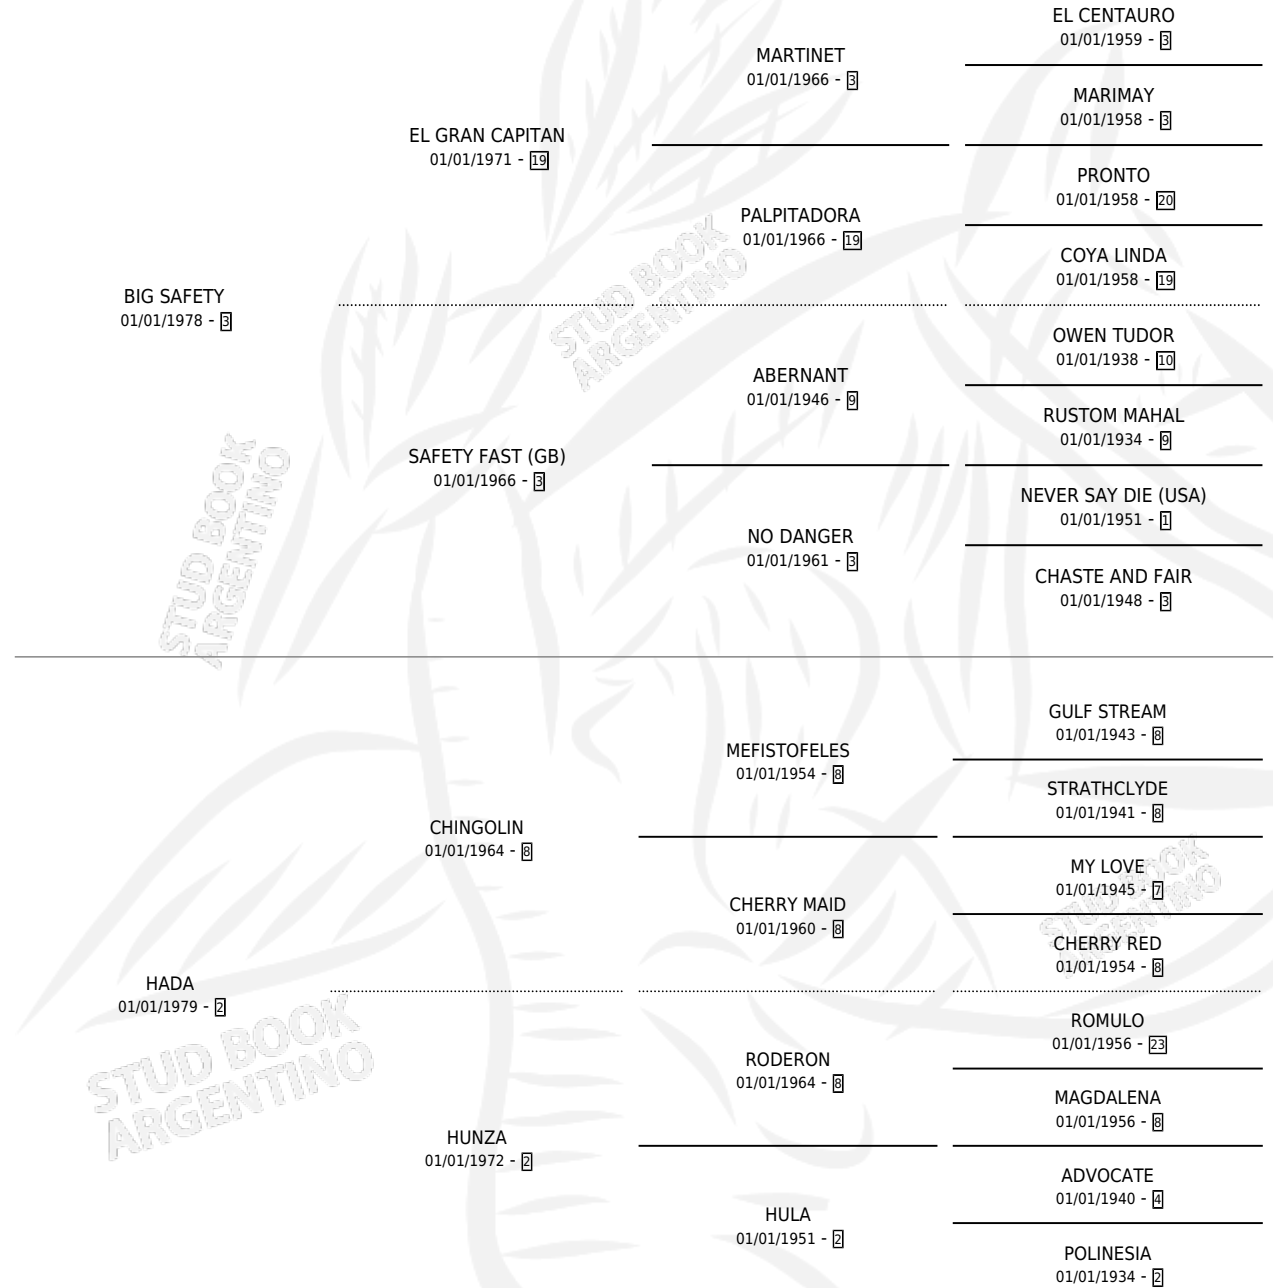 EL CENTAURO
01/01/1959 - 3
MARTINET
01/01/1966 - 3
MARIMAY
01/01/1958 - 3
EL GRAN CAPITAN
01/01/1971 - 19
PRONTO
01/01/1958 - 20
PALPITADORA
01/01/1966 - 19
COYA LINDA
01/01/1958 - 19
BIG SAFETY
01/01/1978 - 3
STUD BOOK
ARGENTINO
OWEN TUDOR
01/01/1938 - 10
ABERNANT
01/01/1946 - 9
RUSTOM MAHAL
01/01/1934 - 9
SAFETY FAST (GB)
01/01/1966 - 3
STUD BOOK
ARGENTINO
NEVER SAY DIE (USA)
01/01/1951 - 1
NO DANGER
01/01/1961 - 3
CHASTE AND FAIR
01/01/1948 - 3
GULF STREAM
01/01/1943 - 8
MEFISTOFELES
01/01/1954 - 8
STRATHCLYDE
01/01/1941 - 8
CHINGOLIN
01/01/1964 - 8
MY LOVE
01/01/1945 - 7
CHERRY MAID
01/01/1960 - 8
STUD BOOK
ARGENTINO
CHERRY RED
01/01/1954 - 8
HADA
01/01/1979 - 2
STUD BOOK
ARGENTINO
ROMULO
01/01/1956 - 23
RODERON
01/01/1964 - 8
MAGDALENA
01/01/1956 - 8
HUNZA
01/01/1972 - 2
ADVOCATE
01/01/1940 - 4
HULA
01/01/1951 - 2
POLINESIA
01/01/1934 - 2